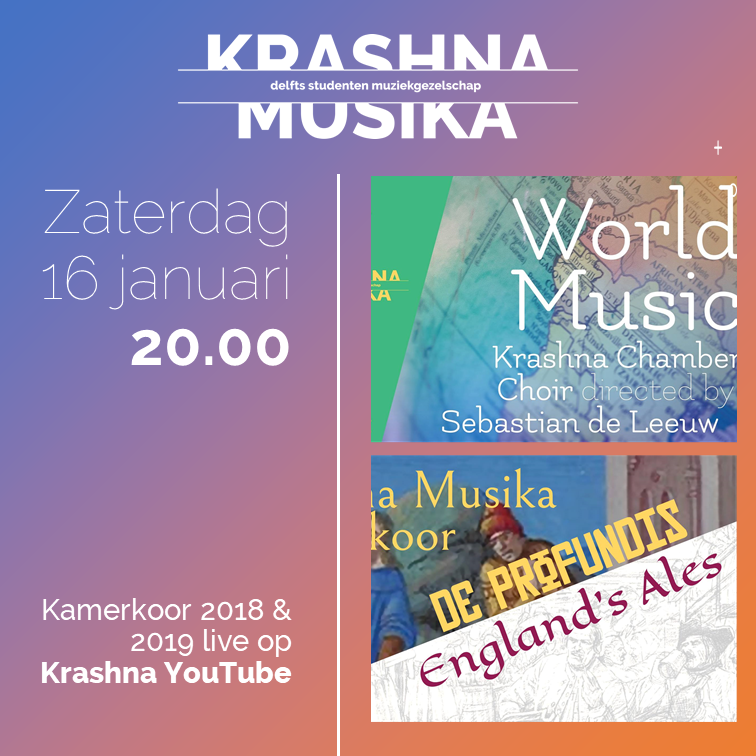 KRASHNA
delfts studenten muziekgezelschap
MUSIKA
Zaterdag
16 januari
20.00
Kamerkoor 2018 &
2019 live op
Krashna YouTube
World
Music
Krashna Chamber
Choir directed by
Sebastian de Leeuw
na Musika
koor
DE PROFUNDIS
England's Ales